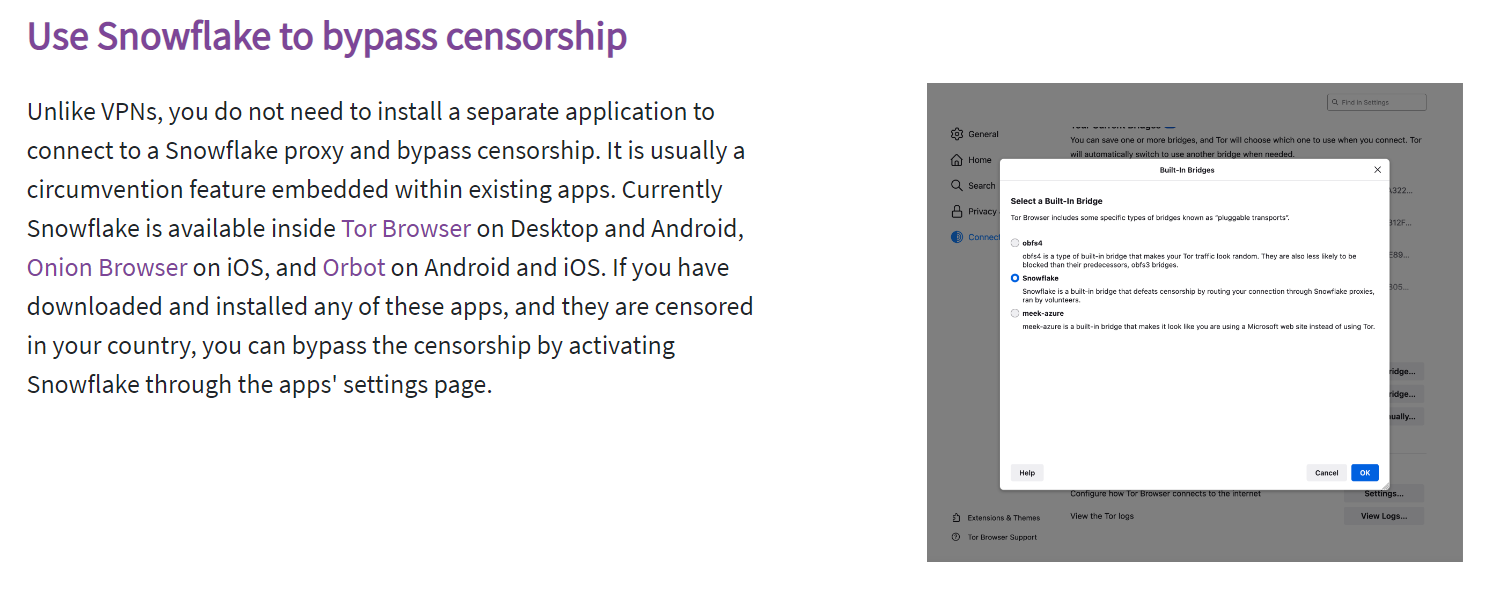 Use Snowflake to bypass censorship
Unlike VPNs, you do not need to install a separate application to
connect to a Snowflake proxy and bypass censorship. It is usually a
circumvention feature embedded within existing apps. Currently
Snowflake is available inside Tor Browser on Desktop and Android,
Onion Browser on iOS, and Orbot on Android and iOS. If you have
downloaded and installed any of these apps, and they are censored
in your country, you can bypass the censorship by activating
Snowflake through the apps' settings page.
Find in Settings
General
Home
Search
Privacy
Connect
You can save one or more bridges, and Tor will choose which one to use when you connect. Tor
will automatically switch to use another bridge when needed.
Built-In Bridges
Select a Built-In Bridge
Tor Browser includes some specific types of bridges known as “pluggable transports”.
obfs4
obfs4 is a type of built-in bridge that makes your Tor traffic look random. They are also less likely to be
blocked than their predecessors, obfs3 bridges.
Snowflake
Snowflake is a built-in bridge that defeats censorship by routing your connection through Snowflake proxies,
ran by volunteers.
meek-azure
meek-azure is a built-in bridge that makes it look like you are using a Microsoft web site instead of using Tor.
Help
Cancel
OK
Configure how Tor Browser connects to the internet
Settings...
View the Tor logs
View Logs...
Extensions & Themes
Tor Browser Support